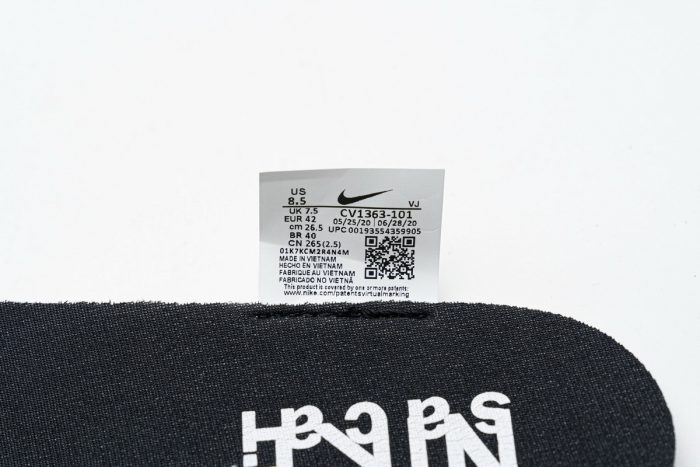 US
8.5
UK 7.5
EUR 42
cm 26.5
BR 40
CN 265(2.5)
VJ
CV1363-101
05/25/20 06/28/20
UPC 00193554359905
01K7KCM2R4N4M
MADE IN VIETNAM
HECHO EN VIETNAM
FABRIQUE AU VIETNAM
FABRICADO NO VIETNÃ
This product is covered by one or more patents:
www.nike.com/patentsvirtualmarking
sacai